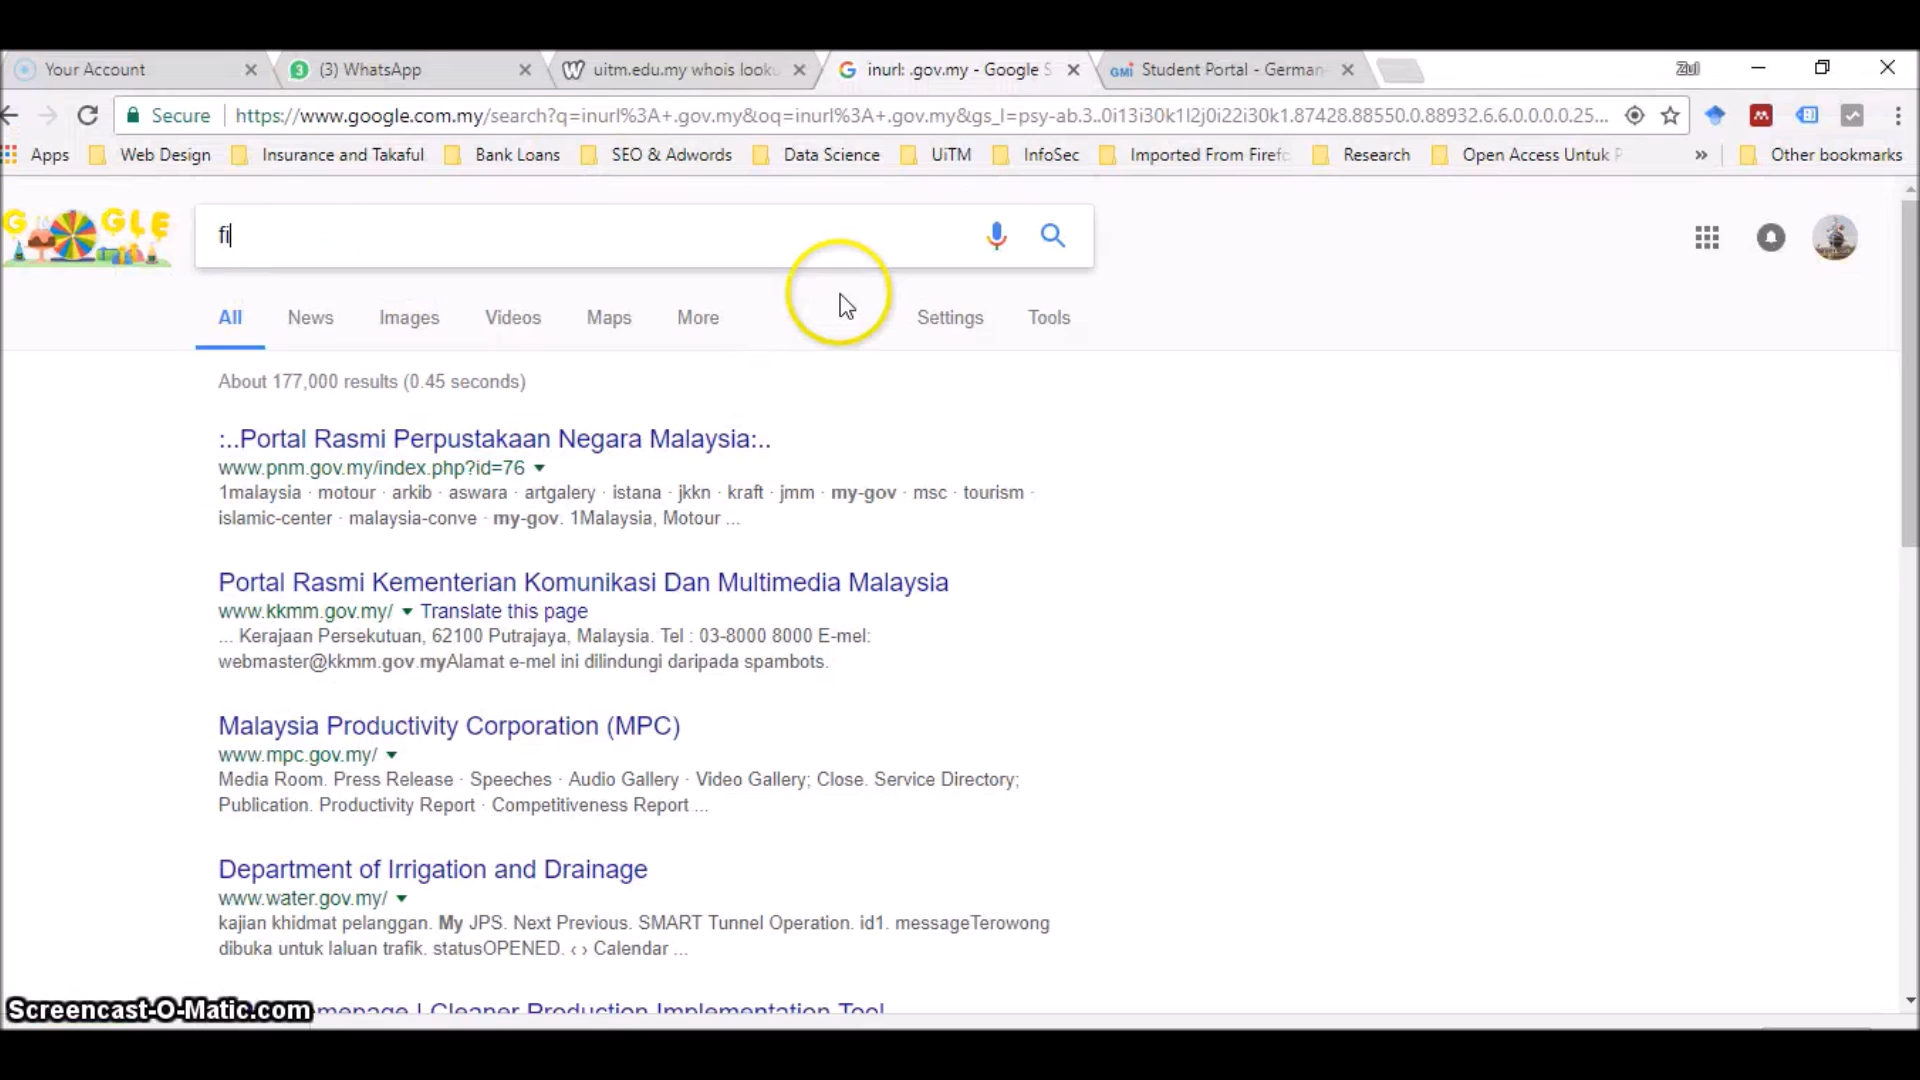 Your Account
(3) WhatsApp
uitm.edu.my whois looku
inurl: .gov.my - Google S
GMi Student Portal - German-
Zul
Secure https://www.google.com.my/search?q=inurl%3A+.gov.my&oq=inurl%3A+.gov.my&gs_l=psy-ab.3..0i13i30k1l2j0i22i30k1.87428.88550.0.88932.6.6.0.0.0.0.25...
Apps Web Design Insurance and Takaful Bank Loans SEO & Adwords Data Science UiTM InfoSec Imported From Firefo Research Open Access Untuk P » Other bookmarks
GOOGLE
fi
All News Images Videos Maps More Settings Tools
About 177,000 results (0.45 seconds)
:..Portal Rasmi Perpustakaan Negara Malaysia:..
www.pnm.gov.my/index.php?id=76
1malaysia · motour · arkib · aswara · artgalery · istana · jkkn · kraft · jmm · my-gov · msc · tourism ·
islamic-center · malaysia-conve · my-gov. 1Malaysia, Motour ...
Portal Rasmi Kementerian Komunikasi Dan Multimedia Malaysia
www.kkmm.gov.my/ Translate this page
... Kerajaan Persekutuan, 62100 Putrajaya, Malaysia. Tel : 03-8000 8000 E-mel:
webmaster@kkmm.gov.myAlamat e-mel ini dilindungi daripada spambots.
Malaysia Productivity Corporation (MPC)
www.mpc.gov.my/
Media Room. Press Release · Speeches · Audio Gallery · Video Gallery; Close. Service Directory;
Publication. Productivity Report · Competitiveness Report ...
Department of Irrigation and Drainage
www.water.gov.my/
kajian khidmat pelanggan. My JPS. Next Previous. SMART Tunnel Operation. id1. messageTerowong
dibuka untuk laluan trafik. statusOPENED. ‹ › Calendar ...
mepage | Cleaner Production Implementation Tool
Screencast-O-Matic.com